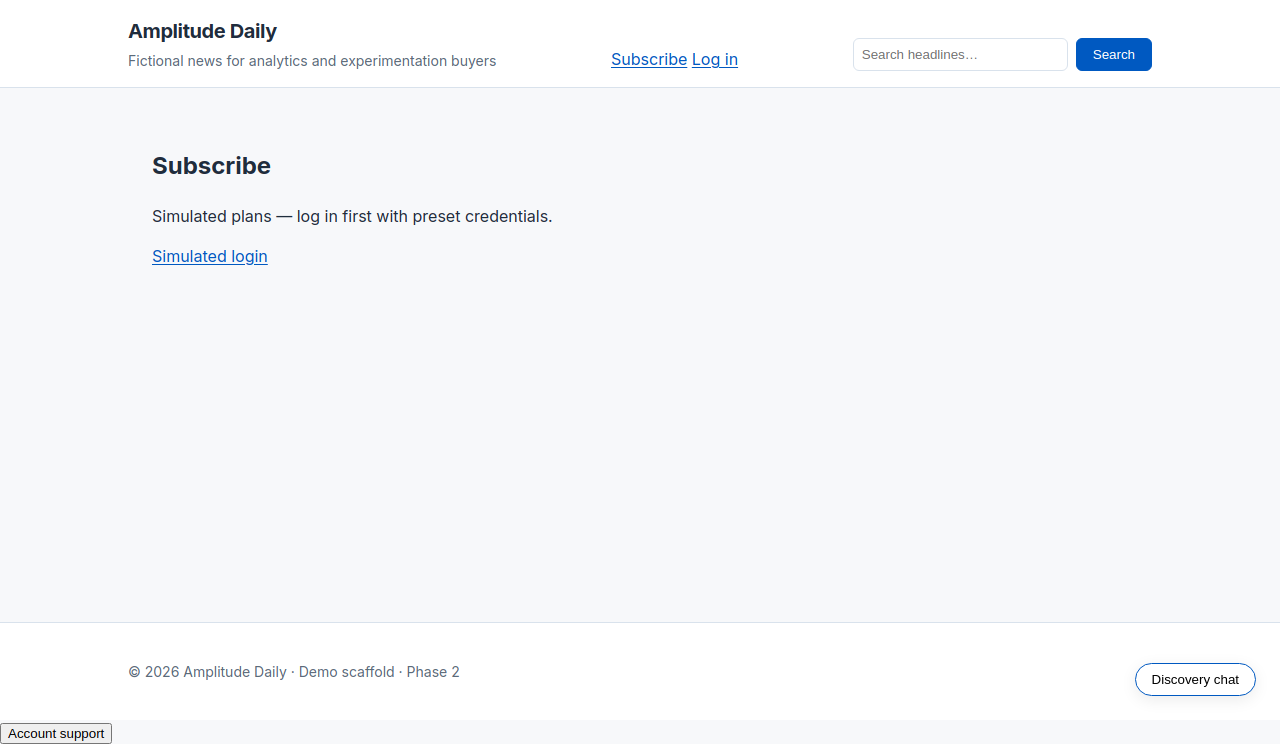 Amplitude Daily
Fictional news for analytics and experimentation buyers
Subscribe Log in
Search headlines…
Search
Subscribe
Simulated plans — log in first with preset credentials.
Simulated login
© 2026 Amplitude Daily · Demo scaffold · Phase 2
Discovery chat
Account support